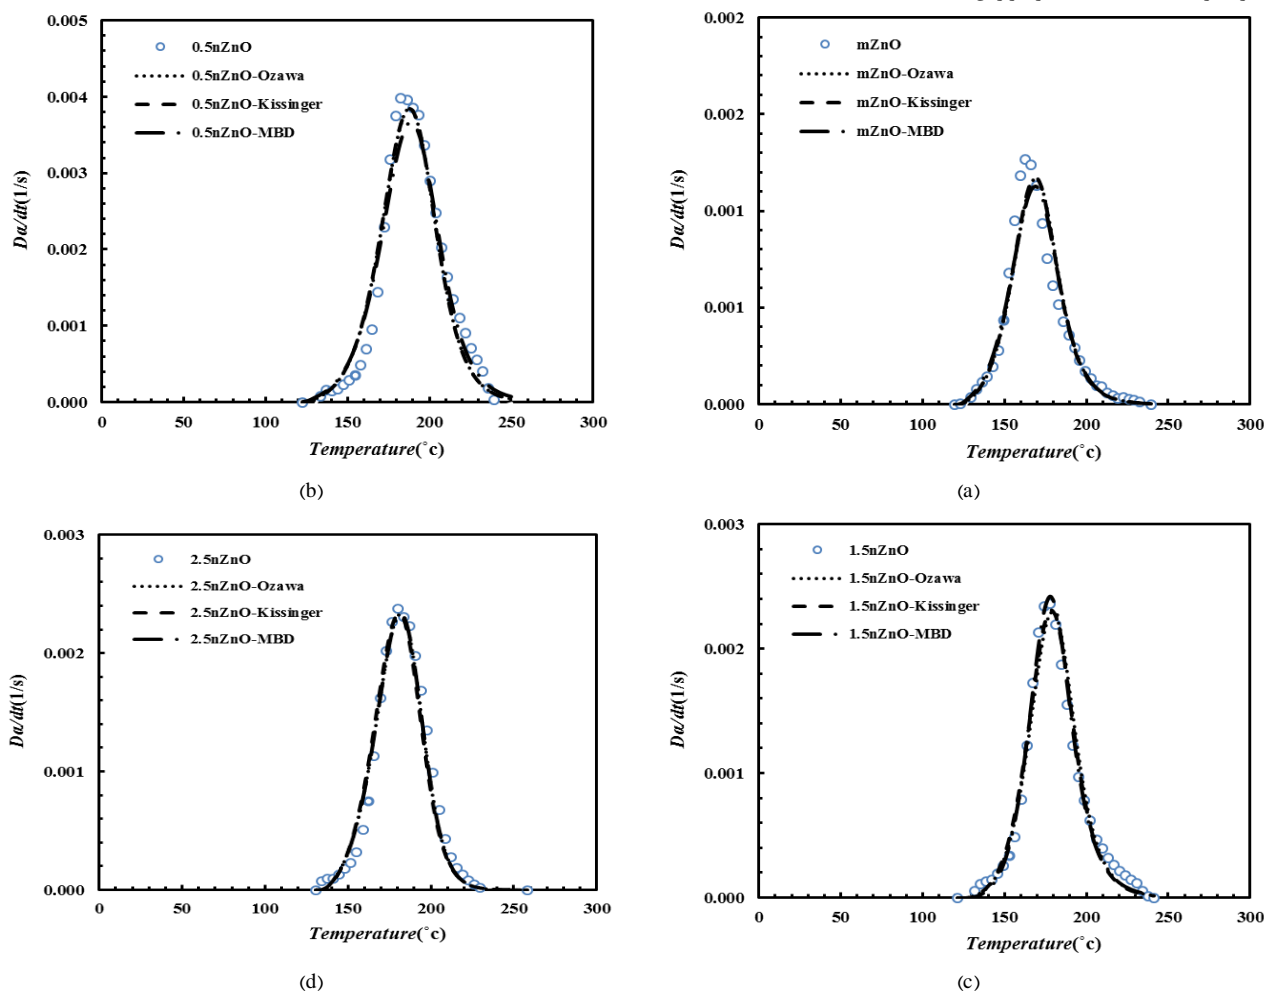 0.005
0.004
0.003
0.002
0.001
0.000
0.5nZnO
0.5nZnO-Ozawa
0.5nZnO-Kissinger
0.5nZnO-MBD
Da/dt(1/s)
0 50 100 150 200 250 300
Temperature(˚c)
(b)
0.002
0.002
0.001
0.001
0.000
mZnO
mZnO-Ozawa
mZnO-Kissinger
mZnO-MBD
Da/dt(1/s)
0 50 100 150 200 250 300
Temperature(˚c)
(a)
0.003
0.002
0.001
0.000
2.5nZnO
2.5nZnO-Ozawa
2.5nZnO-Kissinger
2.5nZnO-MBD
Da/dt(1/s)
0 50 100 150 200 250 300
Temperature(˚c)
(d)
0.003
0.002
0.001
0.000
1.5nZnO
1.5nZnO-Ozawa
1.5nZnO-Kissinger
1.5nZnO-MBD
Da/dt(1/s)
0 50 100 150 200 250 300
Temperature(˚c)
(c)